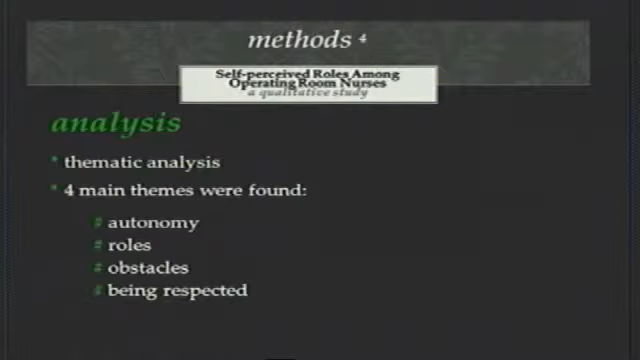 methods 4
Self-perceived Roles Among
Operating Room Nurses
a qualitative study
analysis
* thematic analysis
* 4 main themes were found:
# autonomy
# roles
# obstacles
# being respected